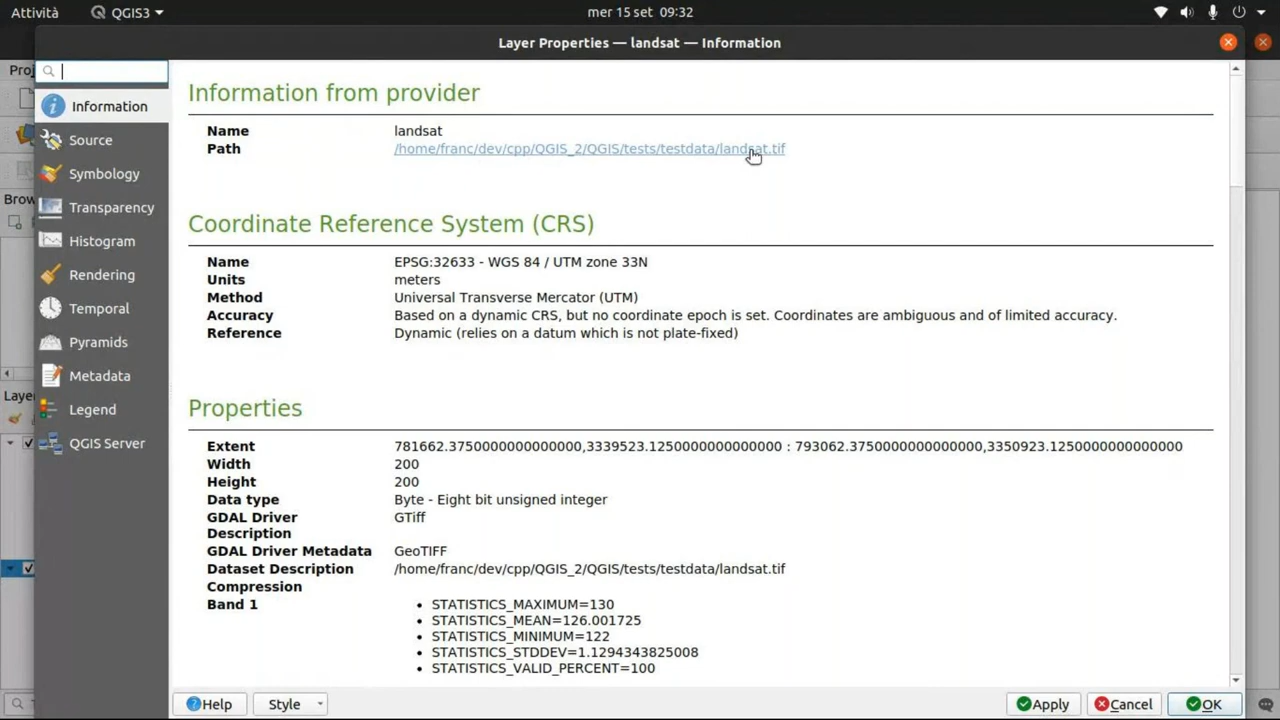 Attività QGIS3 mer 15 set 09:32
Layer Properties — landsat — Information
Proj
Information
Source
Symbology
Transparency
Histogram
Rendering
Temporal
Pyramids
Metadata
Legend
QGIS Server
Brow
Layer
Information from provider
Name landsat
Path /home/franc/dev/cpp/QGIS_2/QGIS/tests/testdata/landsat.tif
Coordinate Reference System (CRS)
Name EPSG:32633 - WGS 84 / UTM zone 33N
Units meters
Method Universal Transverse Mercator (UTM)
Accuracy Based on a dynamic CRS, but no coordinate epoch is set. Coordinates are ambiguous and of limited accuracy.
Reference Dynamic (relies on a datum which is not plate-fixed)
Properties
Extent 781662.3750000000000000,3339523.1250000000000000 : 793062.3750000000000000,3350923.1250000000000000
Width 200
Height 200
Data type Byte - Eight bit unsigned integer
GDAL Driver GTiff
Description
GDAL Driver Metadata GeoTIFF
Dataset Description /home/franc/dev/cpp/QGIS_2/QGIS/tests/testdata/landsat.tif
Compression
Band 1 • STATISTICS_MAXIMUM=130
• STATISTICS_MEAN=126.001725
• STATISTICS_MINIMUM=122
• STATISTICS_STDDEV=1.1294343825008
• STATISTICS_VALID_PERCENT=100
Help Style Apply Cancel OK